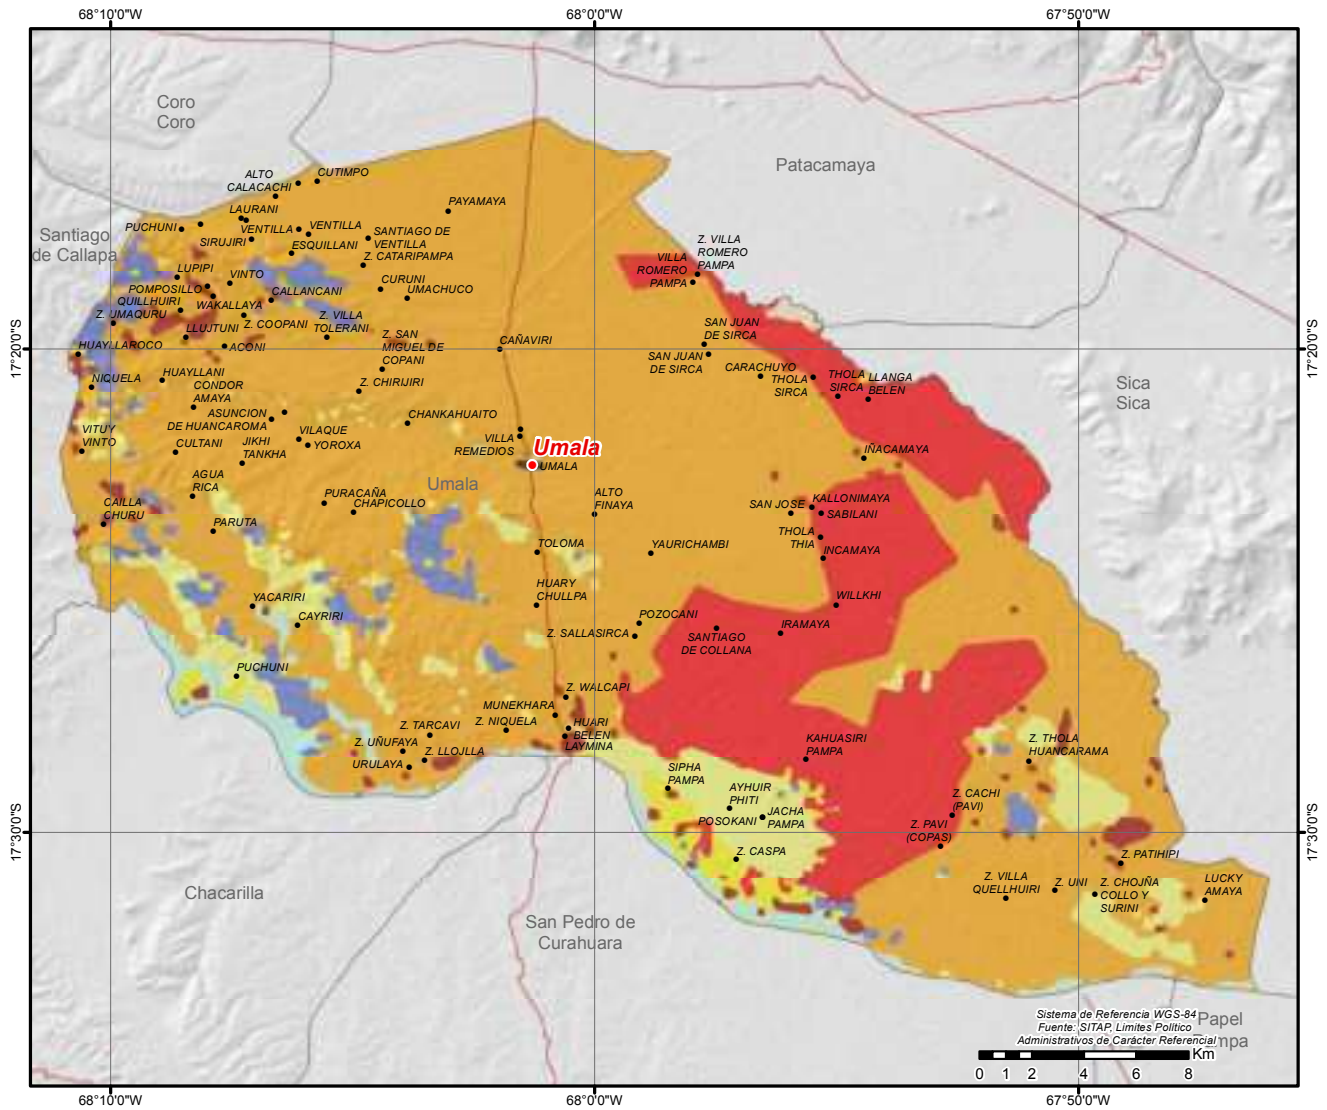 68°10'0"W
68°0'0"W
67°50'0"W
Coro
Coro
Patacamaya
ALTO
CALACACHI
CUTIMPO
PAYAMAYA
LAURANI
PUCHUNI
VENTILLA
VENTILLA
SANTIAGO DE
VENTILLA
SIRUJIRI
ESQUILLANI
Z. CATARIPAMPA
Santiago
de Callapa
Z. VILLA
ROMERO
PAMPA
VILLA
ROMERO
PAMPA
LUPIPI
VINTO
CURUNI
POMPOSILLO
CALLANCANI
UMACHUCO
QUILLHUIRI
WAKALLAYA
Z. UMAQURU
Z. COOPANI
Z. VILLA
TOLERANI
LLUJTUNI
SAN JUAN
DE SIRCA
Z. SAN
MIGUEL DE
COPANI
CAÑAVIRI
17°20'0"S
17°20'0"S
HUAYLLAROCO
ACONI
SAN JUAN
DE SIRCA
CARACHUYO
THOLA
SIRCA
THOLA
SIRCA
LLANGA
BELEN
Sica
Sica
NIQUELA
HUAYLLANI
CONDOR
AMAYA
Z. CHIRIJIRI
ASUNCION
DE HUANCAROMA
CHANKAHUAITO
VITUY
VINTO
VILAQUE
YOROXA
VILLA
REMEDIOS
Umala
UMALA
CULTANI
JIKHI
TANKHA
IÑACAMAYA
Umala
AGUA
RICA
PURACAÑA
CHAPICOLLO
ALTO
FINAYA
SAN JOSE
KALLONIMAYA
SABILANI
CAILLA
CHURU
PARUTA
THOLA
THIA
TOLOMA
YAURICHAMBI
INCAMAYA
YACARIRI
HUARY
CHULLPA
WILLKHI
CAYRIRI
POZOCANI
Z. SALLASIRCA
IRAMAYA
SANTIAGO
DE COLLANA
PUCHUNI
Z. WALCAPI
MUNEKHARA
Z. TARCAVI
Z. NIQUELA
HUARI
BELEN
LAYMINA
Z. UÑUFAYA
Z. LLOJLLA
URULAYA
KAHUASIRI
PAMPA
Z. THOLA
HUANCARAMA
SIPHA
PAMPA
AYHUIR
PHITI
POSOKANI
JACHA
PAMPA
Z. CACHI
(PAVI)
Z. PAVI
(COPAS)
17°30'0"S
17°30'0"S
Z. CASPA
Z. PATIHIPI
Z. VILLA
QUELLHUIRI
Z. UNI
Z. CHOJÑA
COLLO Y
SURINI
LUCKY
AMAYA
Chacarilla
San Pedro de
Curahuara
Papel
Pampa
Sistema de Referencia WGS-84
Fuente: SITAP, Limites Político
Administrativos de Carácter Referencial
Km
0 1 2 4 6 8
68°10'0"W
68°0'0"W
67°50'0"W